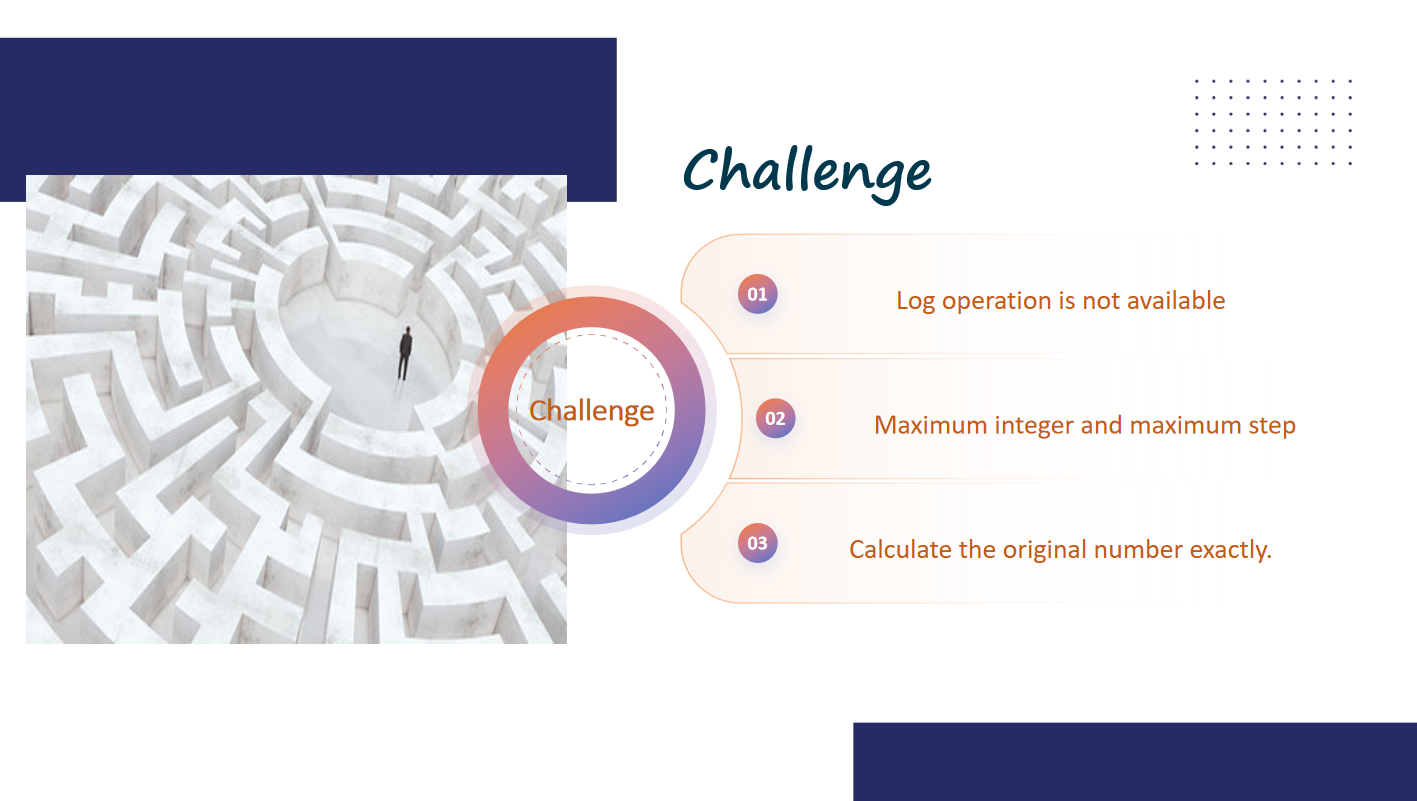 Challenge
Challenge
01
Log operation is not available
02
Maximum integer and maximum step
03
Calculate the original number exactly.